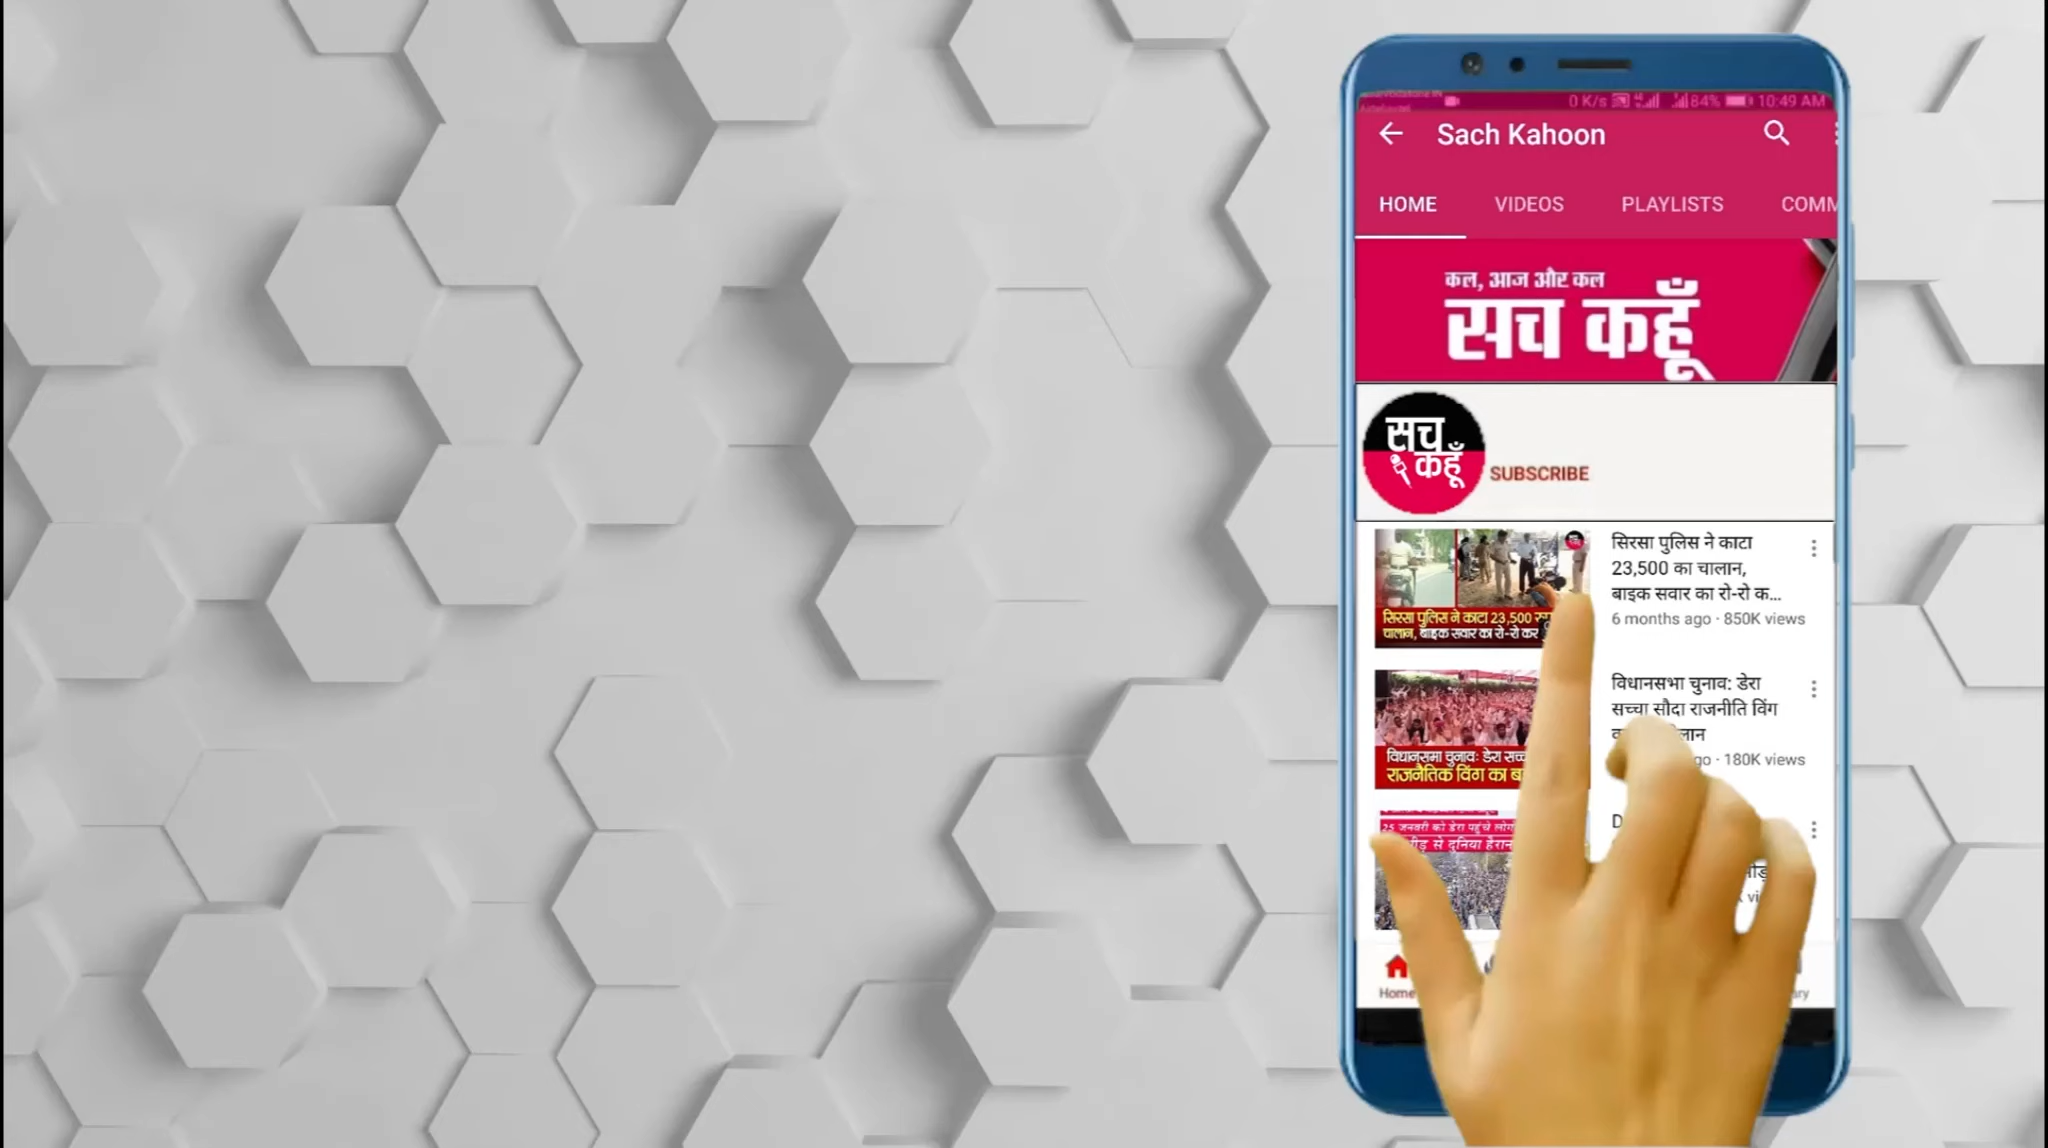 0 K/s 84% 10:49 AM
Sach Kahoon
HOME VIDEOS PLAYLISTS COMM
कल, आज और कल
सच कहूँ
सच
कहूँ
SUBSCRIBE
सिरसा पुलिस ने काटा 23,500
चालान, बाइक सवार का रो-रो कर
सिरसा पुलिस ने काटा
23,500 का चालान,
बाइक सवार का रो-रो क...
6 months ago · 850K views
विधानसभा चुनाव: डेरा सच्च
राजनैतिक विंग का
विधानसभा चुनाव: डेरा
सच्चा सौदा राजनीति विंग
180K views
25 जनवरी को डेरा पहुंचे लोग
से दुनिया हैरान
Home